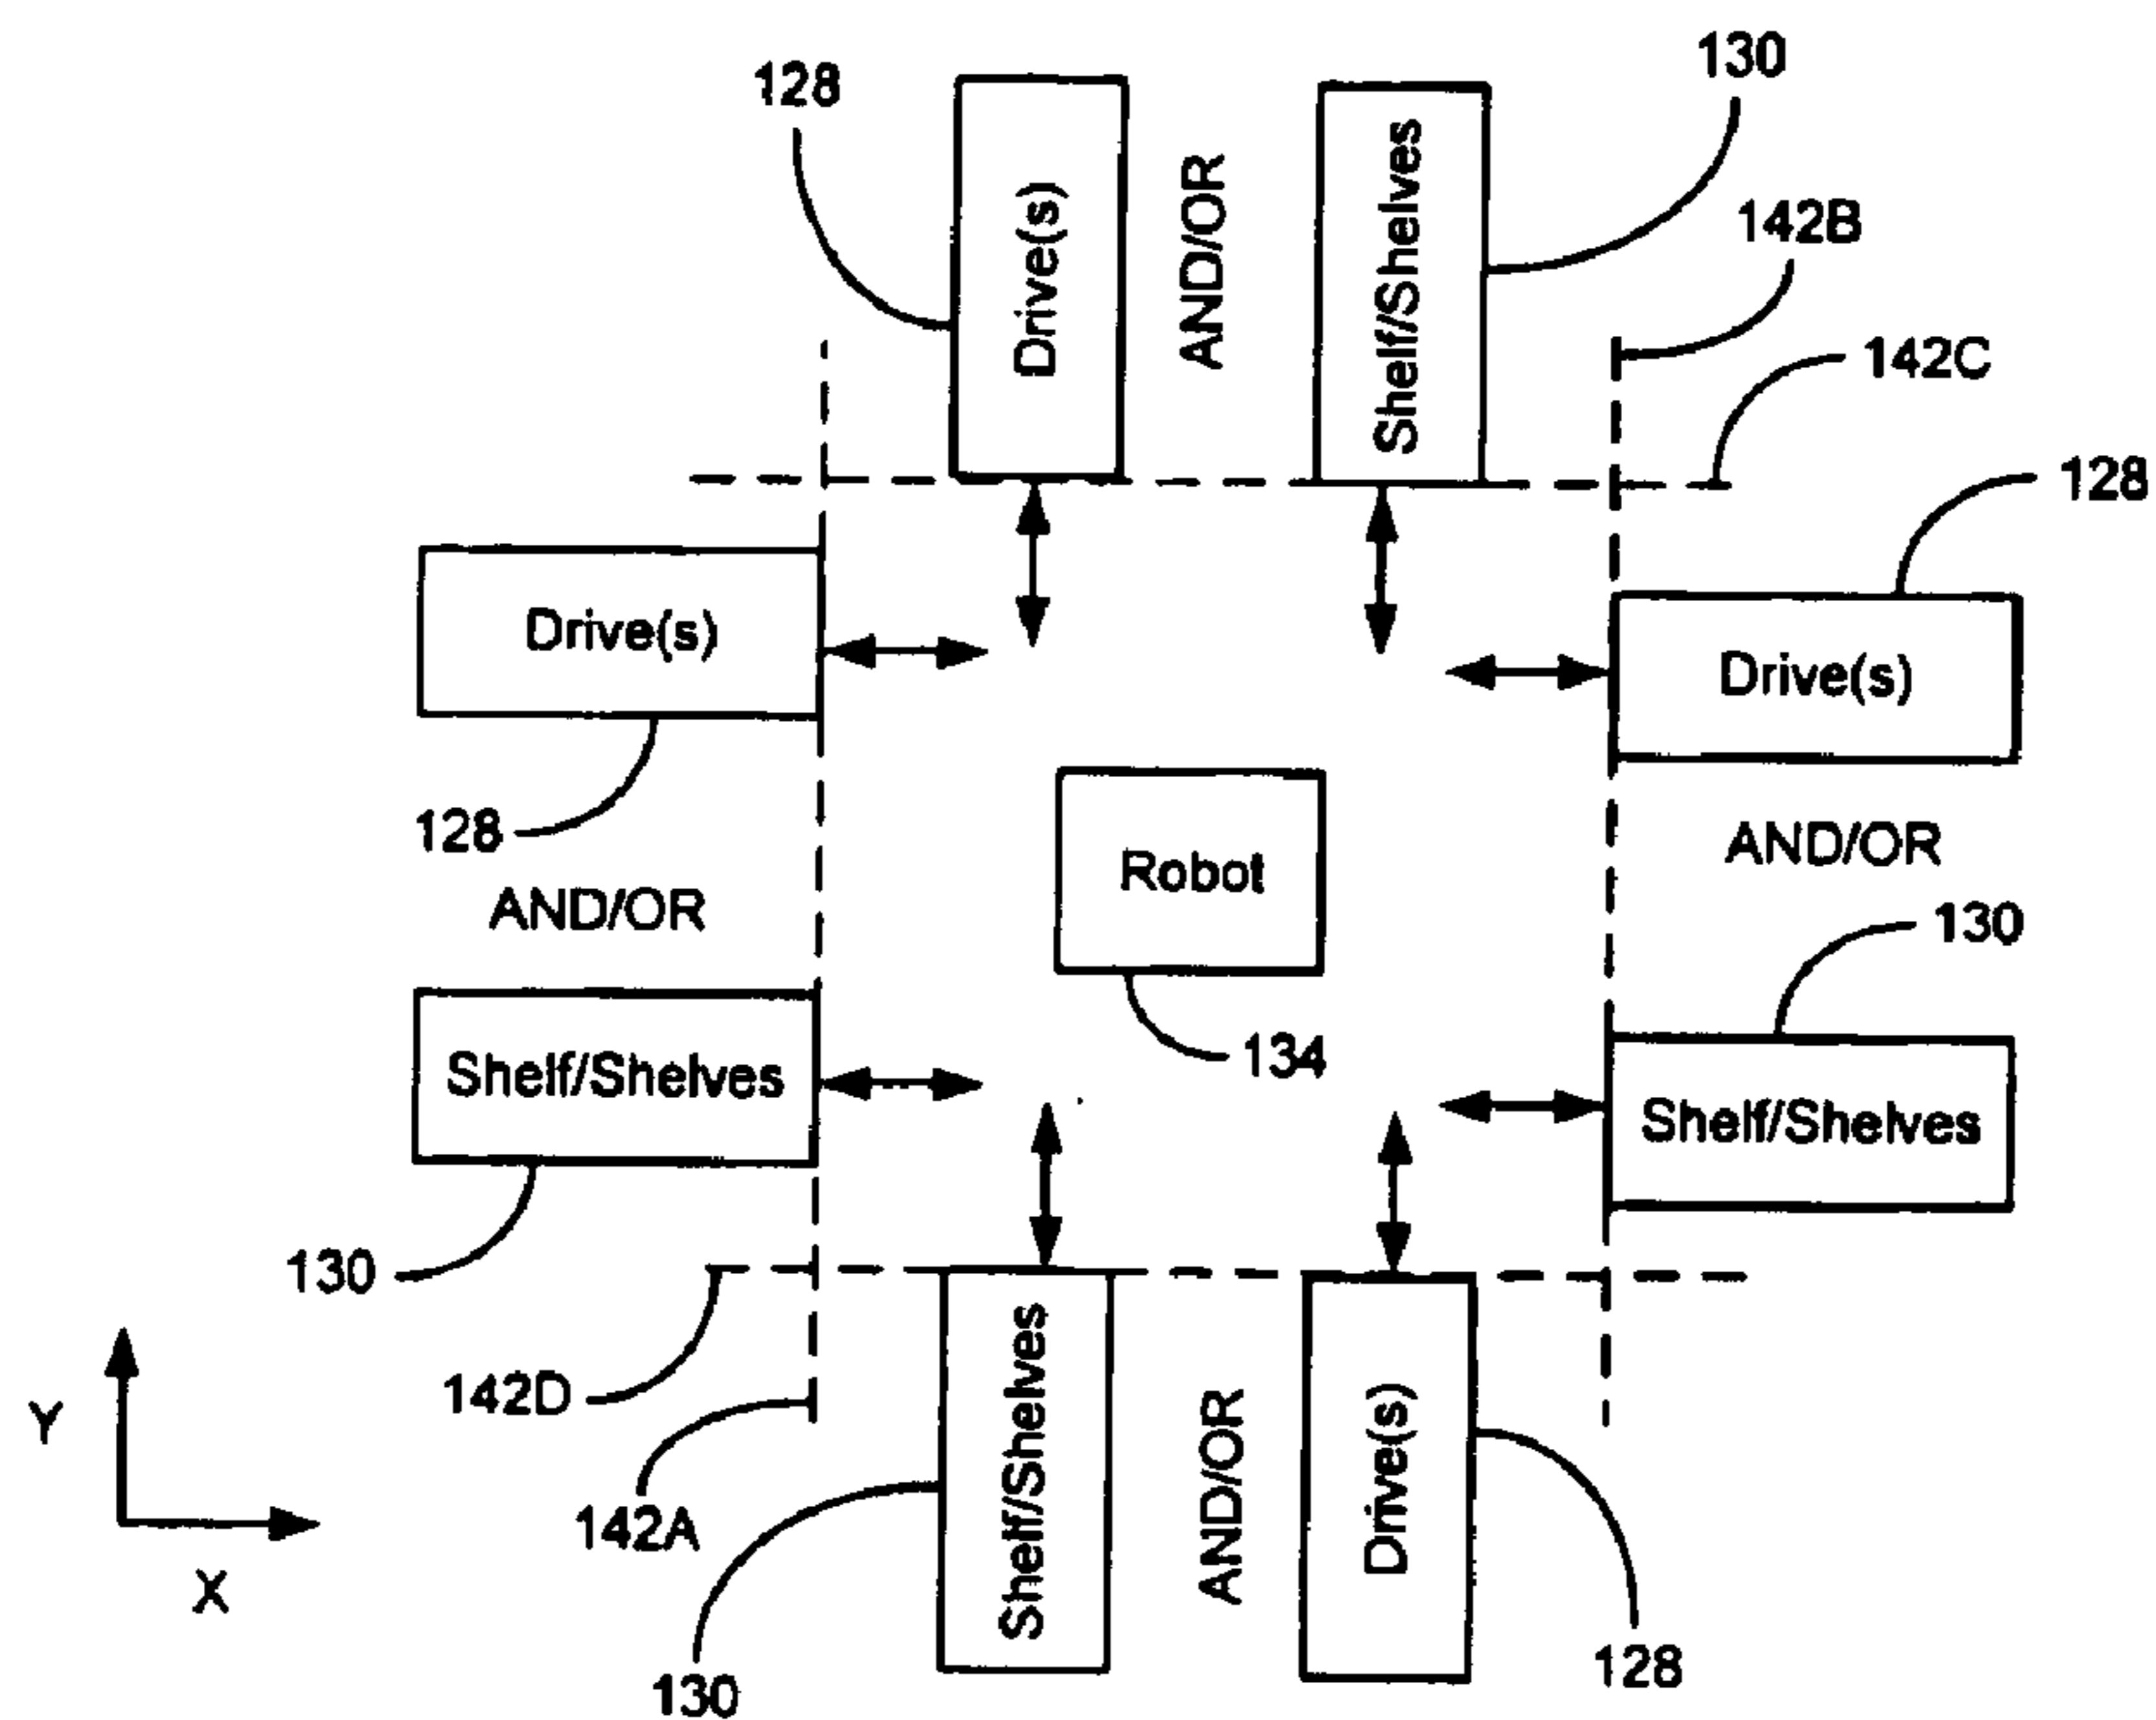 130
128
Drive(s)
AND/OR
Shelf/Shelves
142B
142C
128
Drive(s)
Drive(s)
128
AND/OR
Robot
AND/OR
130
Shelf/Shelves
134
Shelf/Shelves
130
142D
142A
Shelf/Shelves
AND/OR
Drive(s)
Y
X
130
128